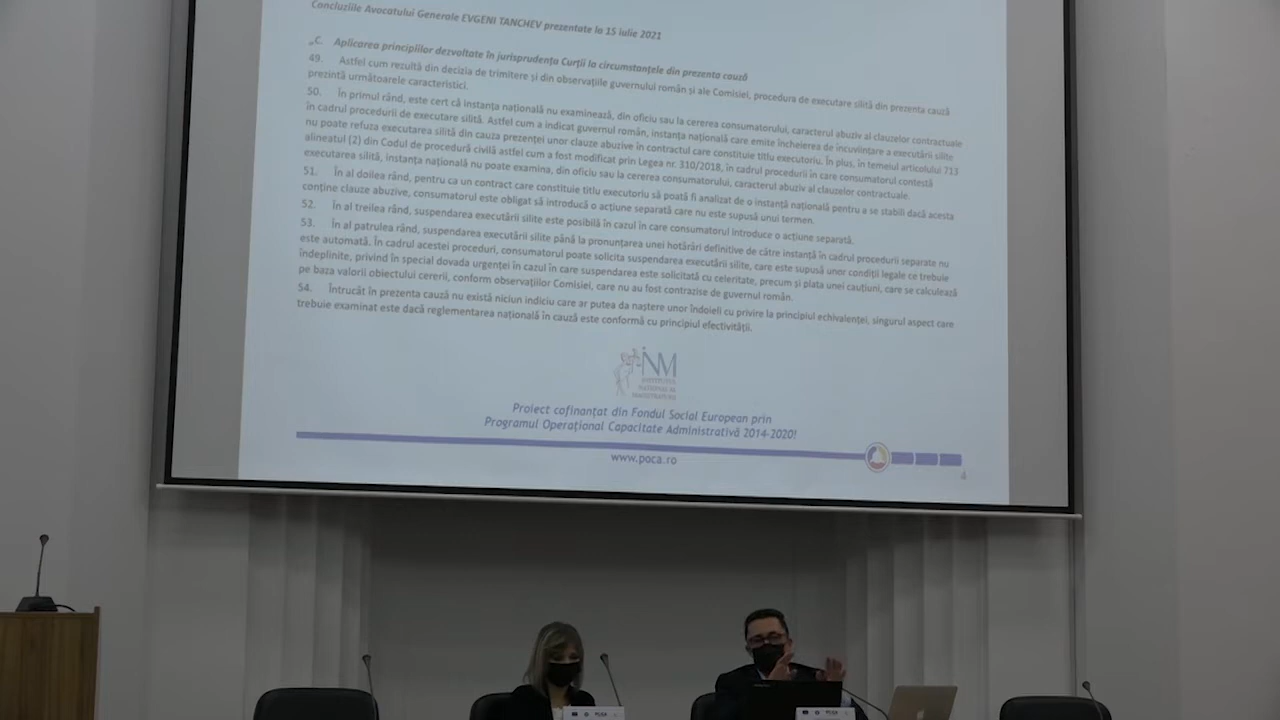 Concluziile Avocatului Generale EVGENI TANCHEV prezentate la 15 iulie 2021
„C. Aplicarea principiilor dezvoltate în jurisprudența Curții la circumstanțele din prezenta cauză
49. Astfel cum rezultă din decizia de trimitere și din observațiile guvernului român și ale Comisiei, procedura de executare silită din prezenta cauză
prezintă următoarele caracteristici.
50. În primul rând, este cert că instanța națională nu examinează, din oficiu sau la cererea consumatorului, caracterul abuziv al clauzelor contractuale
în cadrul procedurii de executare silită. Astfel cum a indicat guvernul român, instanța națională care emite încheierea de încuviințare a executării silite
nu poate refuza executarea silită din cauza prezenței unor clauze abuzive în contractul care constituie titlu executoriu. În plus, în temeiul articolului 713
alineatul (2) din Codul de procedură civilă astfel cum a fost modificat prin Legea nr. 310/2018, în cadrul procedurii în care consumatorul contestă
executarea silită, instanța națională nu poate examina, din oficiu sau la cererea consumatorului, caracterul abuziv al clauzelor contractuale.
51. În al doilea rând, pentru ca un contract care constituie titlu executoriu să poată fi analizat de o instanță națională pentru a se stabili dacă acesta
conține clauze abuzive, consumatorul este obligat să introducă o acțiune separată care nu este supusă unui termen.
52. În al treilea rând, suspendarea executării silite este posibilă în cazul în care consumatorul introduce o acțiune separată.
53. În al patrulea rând, suspendarea executării silite până la pronunțarea unei hotărâri definitive de către instanță în cadrul procedurii separate nu
este automată. În cadrul acestei proceduri, consumatorul poate solicita suspendarea executării silite, care este supusă unor condiții legale ce trebuie
îndeplinite, privind în special dovada urgenței în cazul în care suspendarea este solicitată cu celeritate, precum și plata unei cauțiuni, care se calculează
pe baza valorii obiectului cererii, conform observațiilor Comisiei, care nu au fost contrazise de guvernul român.
54. Întrucât în prezenta cauză nu există niciun indiciu care ar putea da naștere unor îndoieli cu privire la principiul echivalenței, singurul aspect care
trebuie examinat este dacă reglementarea națională în cauză este conformă cu principiul efectivității.
INM
INSTITUTUL
NAȚIONAL AL
MAGISTRATURII
Proiect cofinanțat din Fondul Social European prin
Programul Operațional Capacitate Administrativă 2014-2020!
www.poca.ro
4